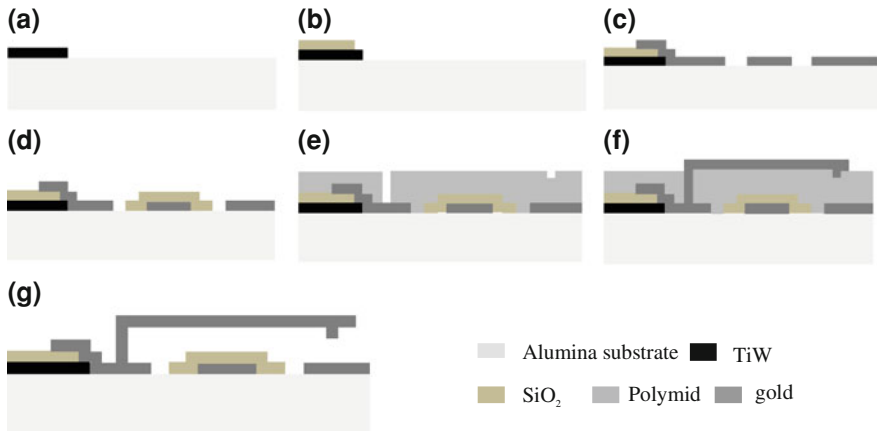 (a)
(b)
(c)
(d)
(e)
(f)
(g)
Alumina substrate
TiW
SiO₂
Polymid
gold